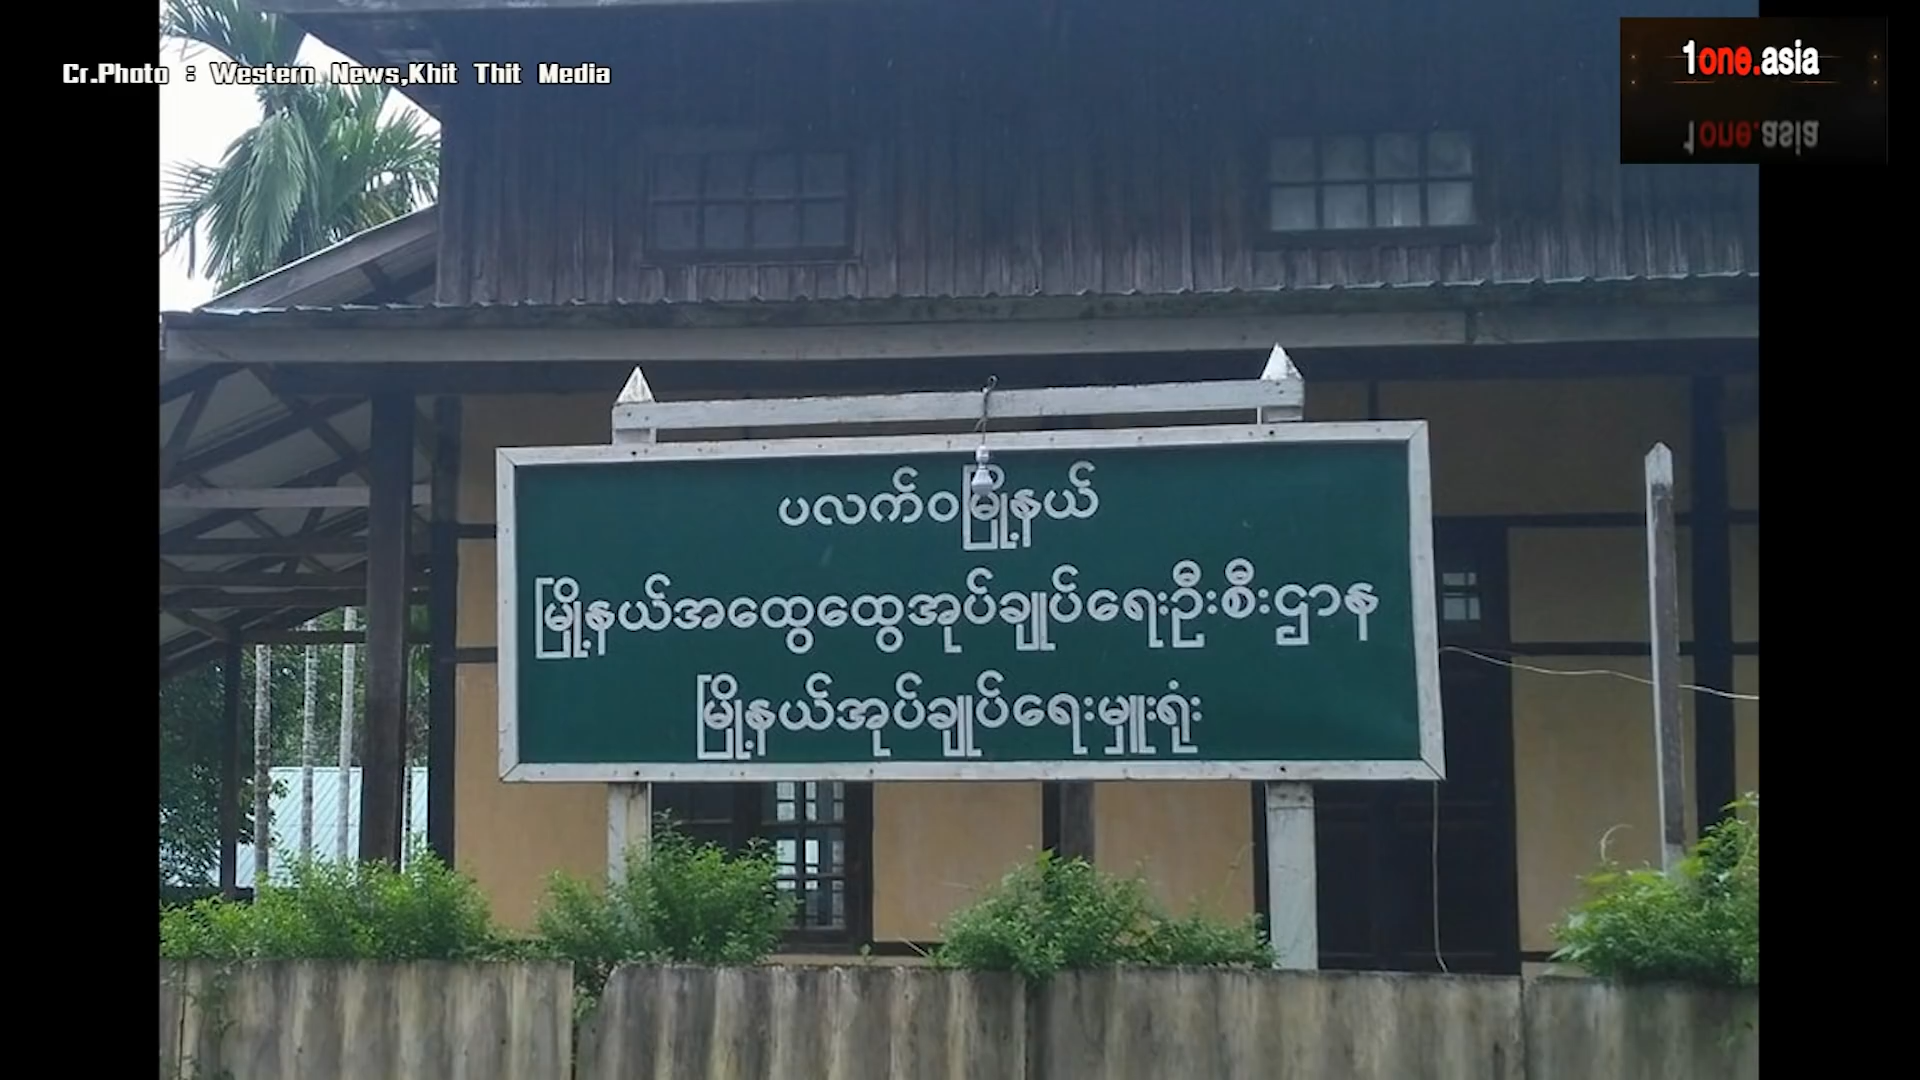 Cr.Photo : Western News,Khit Thit Media
1one.asia
ပလက်ဝမြို့နယ်
မြို့နယ်အထွေထွေအုပ်ချုပ်ရေးဦးစီးဌာန
မြို့နယ်အုပ်ချုပ်ရေးမှူးရုံး